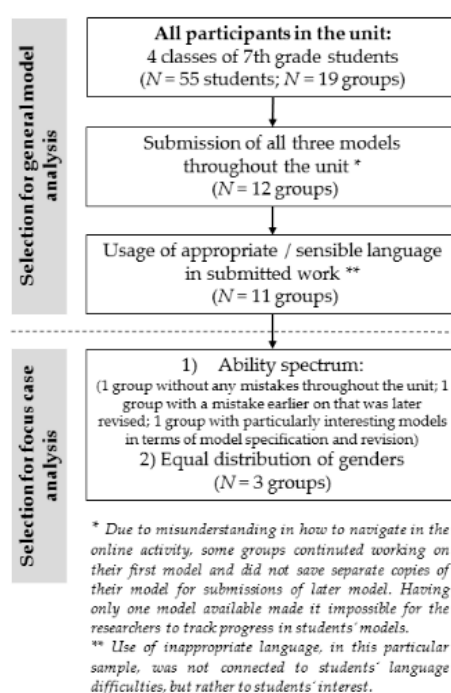 All participants in the unit:
4 classes of 7th grade students
(N = 55 students; N = 19 groups)
Selection for general model
analysis
Submission of all three models
throughout the unit *
(N = 12 groups)
Usage of appropriate / sensible language
in submitted work **
(N = 11 groups)
Selection for focus case
analysis
1) Ability spectrum:
(1 group without any mistakes throughout the unit; 1
group with a mistake earlier on that was later
revised; 1 group with particularly interesting models
in terms of model specification and revision)
2) Equal distribution of genders
(N = 3 groups)
* Due to misunderstanding in how to navigate in the
online activity, some groups continuted working on
their first model and did not save separate copies of
their model for submissions of later model. Having
only one model available made it impossible for the
researchers to track progress in students´ models.
** Use of inappropriate language, in this particular
sample, was not connected to students´ language
difficulties, but rather to students´ interest.